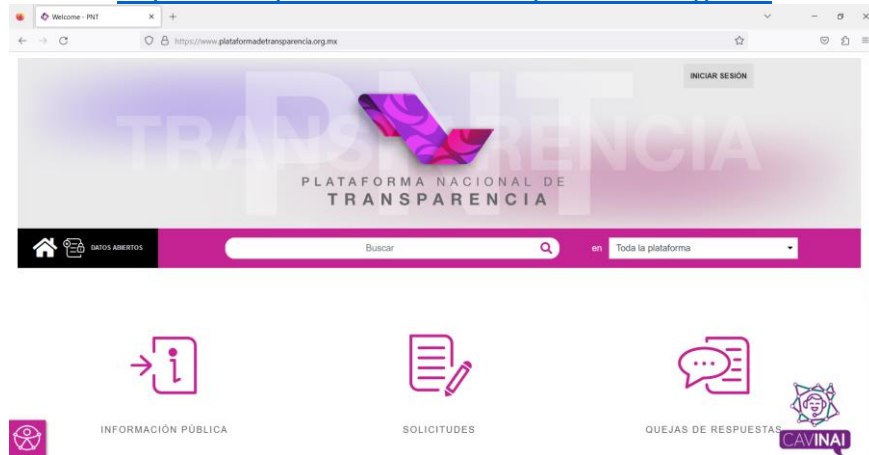 Welcome - PNT
https://www.plataformadetransparencia.org.mx
INICIAR SESIÓN
PNT
TRANSPARENCIA
PLATAFORMA NACIONAL DE
TRANSPARENCIA
DATOS ABIERTOS
Buscar
en
Toda la plataforma
INFORMACIÓN PÚBLICA
SOLICITUDES
QUEJAS DE RESPUESTAS
CAVINAI